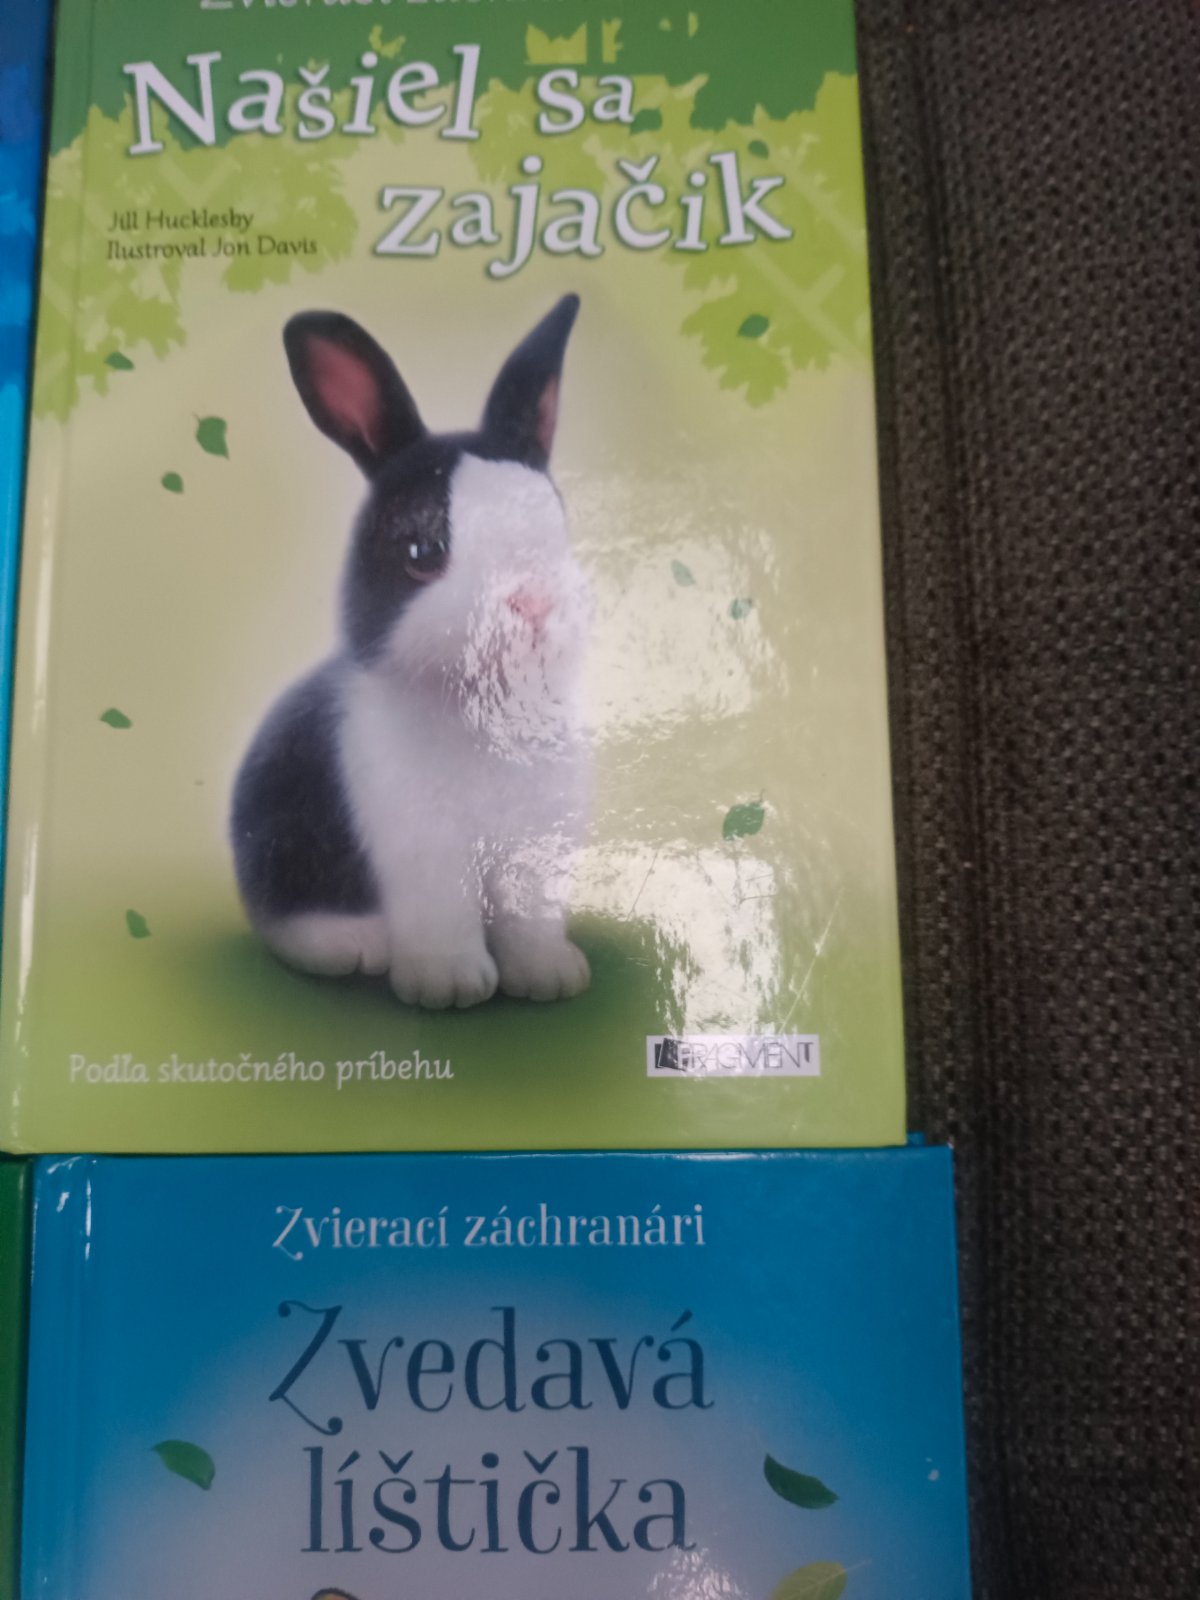 Našiel sa
zajačik
Jill Hucklesby
Ilustroval Jon Davis
Podľa skutočného príbehu
FRAGMENT
Zvierací záchranári
Zvedavá
líštička